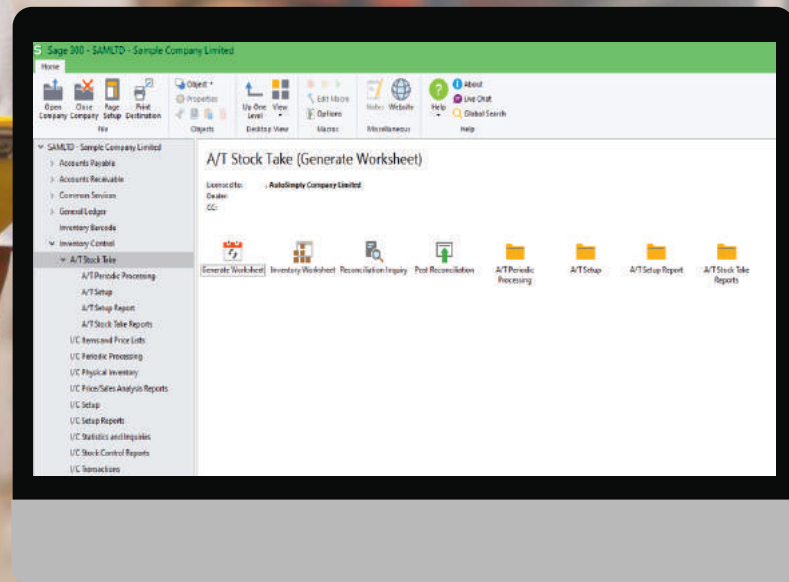 S Sage 300 - SAMLTD - Sample Company Limited
Home
Open Company
Close Company
Page Setup
Print Destination
File
Object
Properties
Objects
Up One Level
View
Desktop View
Edit Macro
Options
Macros
Notes
Website
Miscellaneous
Help
About
Live Chat
Global Search
Help
SAMLTD - Sample Company Limited
Accounts Payable
Accounts Receivable
Common Services
General Ledger
Inventory Barcode
Inventory Control
A/T Stock Take
A/T Periodic Processing
A/T Setup
A/T Setup Report
A/T Stock Take Reports
I/C Items and Price Lists
I/C Periodic Processing
I/C Physical Inventory
I/C Price/Sales Analysis Reports
I/C Setup
I/C Setup Reports
I/C Statistics and Inquiries
I/C Stock Control Reports
I/C Transactions
A/T Stock Take (Generate Worksheet)
Licensed to: : AutoSimply Company Limited
Dealer:
CC:
Generate Worksheet
Inventory Worksheet
Reconciliation Inquiry
Post Reconciliation
A/T Periodic
Processing
A/T Setup
A/T Setup Report
A/T Stock Take
Reports